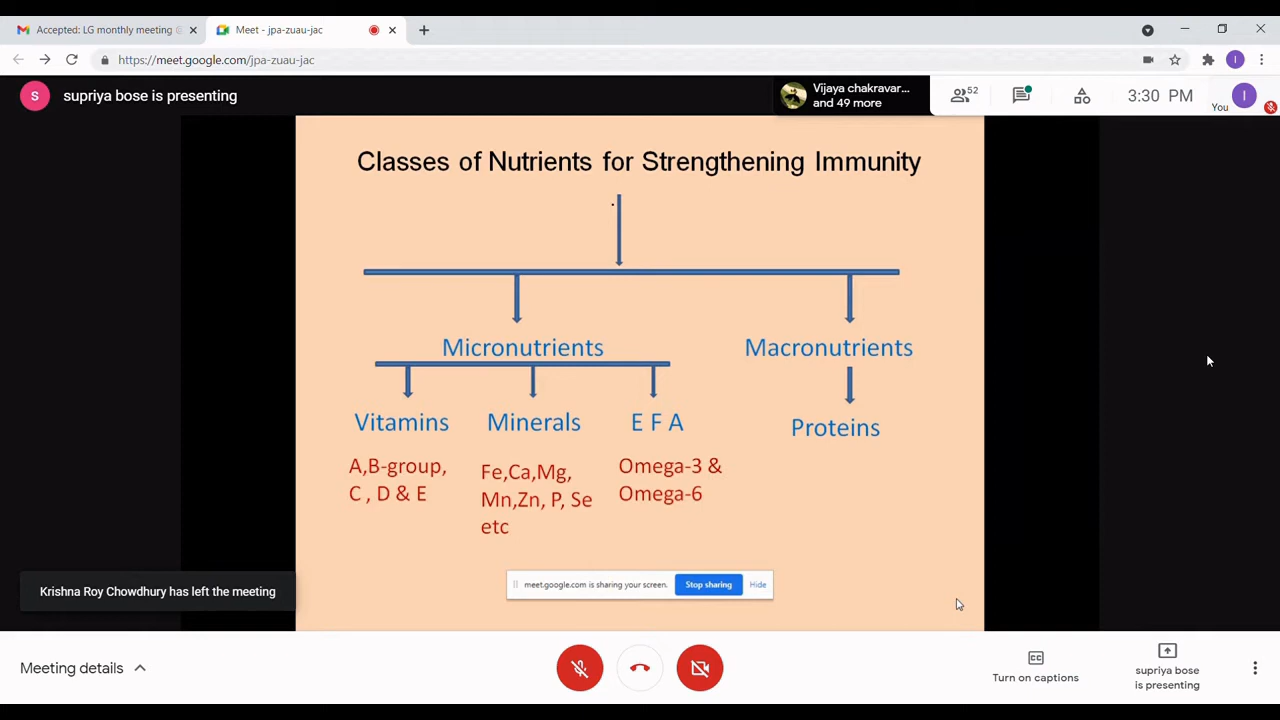 Accepted: LG monthly meeting
Meet - jpa-zuau-jac
https://meet.google.com/jpa-zuau-jac
I
S
supriya bose is presenting
Vijaya chakravar...
and 49 more
52
3:30 PM
You
I
Classes of Nutrients for Strengthening Immunity
Micronutrients
Macronutrients
Vitamins
Minerals
E F A
Proteins
A,B-group,
C , D & E
Fe,Ca,Mg,
Mn,Zn, P, Se
etc
Omega-3 &
Omega-6
meet.google.com is sharing your screen.
Stop sharing
Hide
Krishna Roy Chowdhury has left the meeting
Meeting details
Turn on captions
supriya bose
is presenting